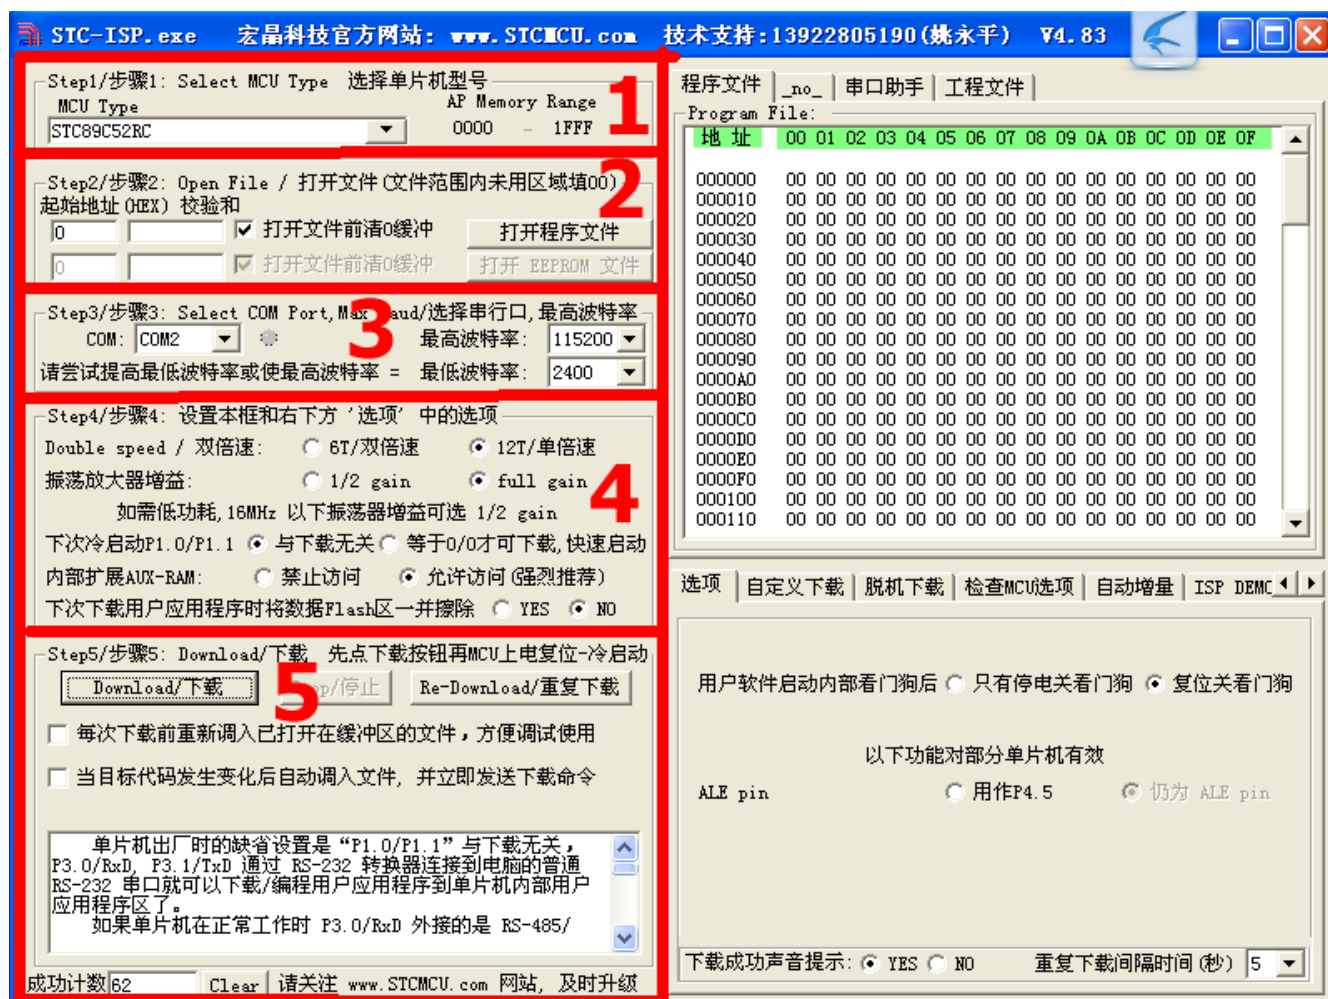 STC-ISP.exe 宏晶科技官方网站: www.STCMCU.com 技术支持:13922805190(姚永平) V4.83
Step1/步骤1: Select MCU Type 选择单片机型号
MCU Type AP Memory Range
STC89C52RC 0000 - 1FFF
1
Step2/步骤2: Open File / 打开文件(文件范围内未用区域填00)
起始地址(HEX) 校验和
0 打开文件前清0缓冲 打开程序文件
0 打开文件前清0缓冲 打开 EEPROM 文件
2
Step3/步骤3: Select COM Port,Max Baud/选择串行口,最高波特率
COM: COM2 最高波特率: 115200
请尝试提高最低波特率或使最高波特率 = 最低波特率: 2400
3
Step4/步骤4: 设置本框和右下方 '选项' 中的选项
Double speed / 双倍速: 6T/双倍速 12T/单倍速
振荡放大器增益: 1/2 gain full gain
如需低功耗,16MHz 以下振荡器增益可选 1/2 gain
下次冷启动P1.0/P1.1 与下载无关 等于0/0才可下载,快速启动
内部扩展AUX-RAM: 禁止访问 允许访问(强烈推荐)
下次下载用户应用程序时将数据Flash区一并擦除 YES NO
4
Step5/步骤5: Download/下载 先点下载按钮再MCU上电复位-冷启动
Download/下载 Stop/停止 Re-Download/重复下载
5
每次下载前重新调入已打开在缓冲区的文件，方便调试使用
当目标代码发生变化后自动调入文件, 并立即发送下载命令
单片机出厂时的缺省设置是“P1.0/P1.1”与下载无关，
P3.0/RxD, P3.1/TxD 通过 RS-232 转换器连接到电脑的普通
RS-232 串口就可以下载/编程用户应用程序到单片机内部用户
应用程序区了。
如果单片机在正常工作时 P3.0/RxD 外接的是 RS-485/
成功计数 62 Clear 请关注 www.STCMCU.com 网站, 及时升级
程序文件 _no_ 串口助手 工程文件
Program File:
地 址 00 01 02 03 04 05 06 07 08 09 0A 0B 0C 0D 0E 0F
000000 00 00 00 00 00 00 00 00 00 00 00 00 00 00 00 00
000010 00 00 00 00 00 00 00 00 00 00 00 00 00 00 00 00
000020 00 00 00 00 00 00 00 00 00 00 00 00 00 00 00 00
000030 00 00 00 00 00 00 00 00 00 00 00 00 00 00 00 00
000040 00 00 00 00 00 00 00 00 00 00 00 00 00 00 00 00
000050 00 00 00 00 00 00 00 00 00 00 00 00 00 00 00 00
000060 00 00 00 00 00 00 00 00 00 00 00 00 00 00 00 00
000070 00 00 00 00 00 00 00 00 00 00 00 00 00 00 00 00
000080 00 00 00 00 00 00 00 00 00 00 00 00 00 00 00 00
000090 00 00 00 00 00 00 00 00 00 00 00 00 00 00 00 00
0000A0 00 00 00 00 00 00 00 00 00 00 00 00 00 00 00 00
0000B0 00 00 00 00 00 00 00 00 00 00 00 00 00 00 00 00
0000C0 00 00 00 00 00 00 00 00 00 00 00 00 00 00 00 00
0000D0 00 00 00 00 00 00 00 00 00 00 00 00 00 00 00 00
0000E0 00 00 00 00 00 00 00 00 00 00 00 00 00 00 00 00
0000F0 00 00 00 00 00 00 00 00 00 00 00 00 00 00 00 00
000100 00 00 00 00 00 00 00 00 00 00 00 00 00 00 00 00
000110 00 00 00 00 00 00 00 00 00 00 00 00 00 00 00 00
选项 自定义下载 脱机下载 检查MCU选项 自动增量 ISP DEMO
用户软件启动内部看门狗后 只有停电关看门狗 复位关看门狗
以下功能对部分单片机有效
ALE pin 用作P4.5 仍为 ALE pin
下载成功声音提示: YES NO 重复下载间隔时间(秒) 5